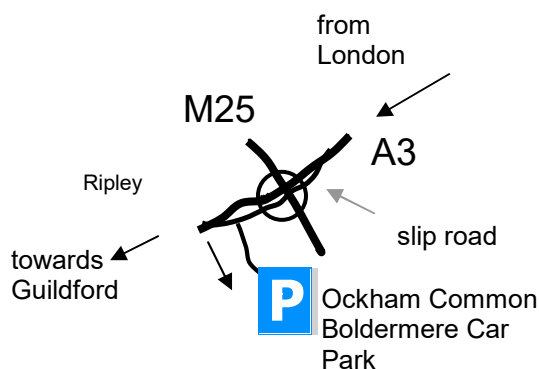 from
London
M25
A3
Ripley
slip road
towards
Guildford
P
Ockham Common
Boldermere Car
Park